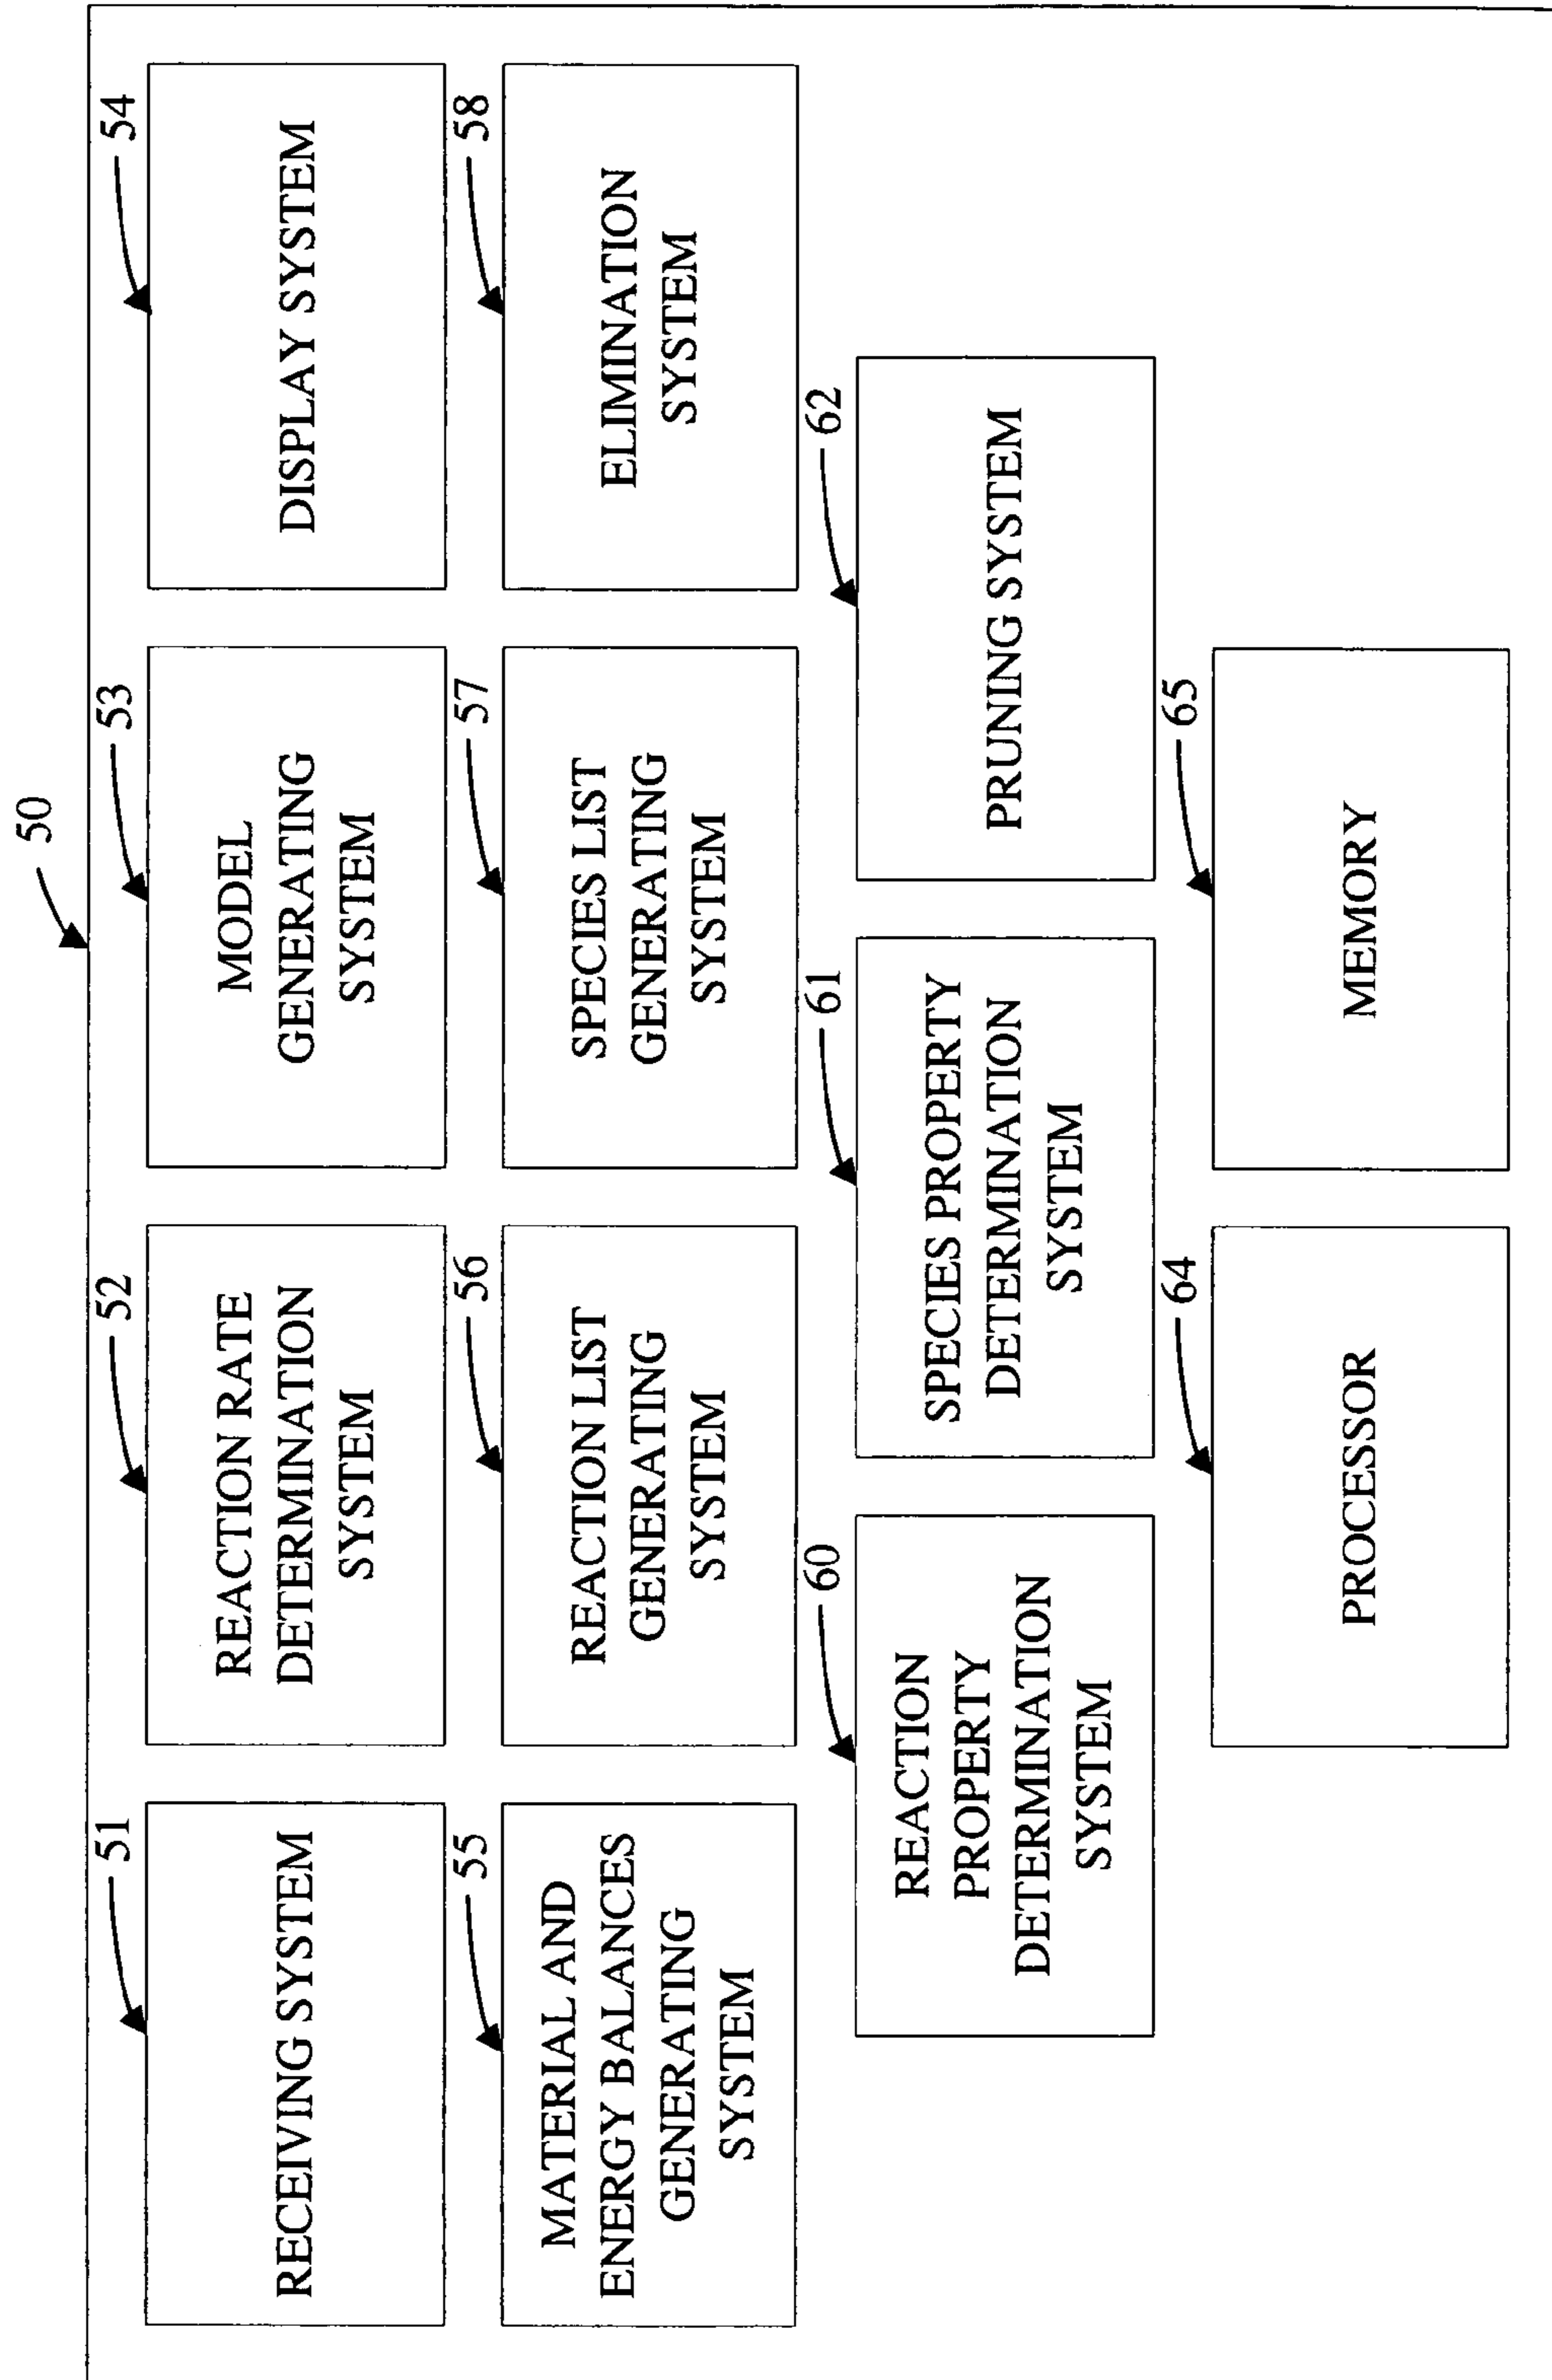 50
51
RECEIVING SYSTEM
52
REACTION RATE
DETERMINATION
SYSTEM
53
MODEL
GENERATING
SYSTEM
54
DISPLAY SYSTEM
55
MATERIAL AND
ENERGY BALANCES
GENERATING
SYSTEM
56
REACTION LIST
GENERATING
SYSTEM
57
SPECIES LIST
GENERATING
SYSTEM
58
ELIMINATION
SYSTEM
60
REACTION
PROPERTY
DETERMINATION
SYSTEM
61
SPECIES PROPERTY
DETERMINATION
SYSTEM
62
PRUNING SYSTEM
64
PROCESSOR
65
MEMORY